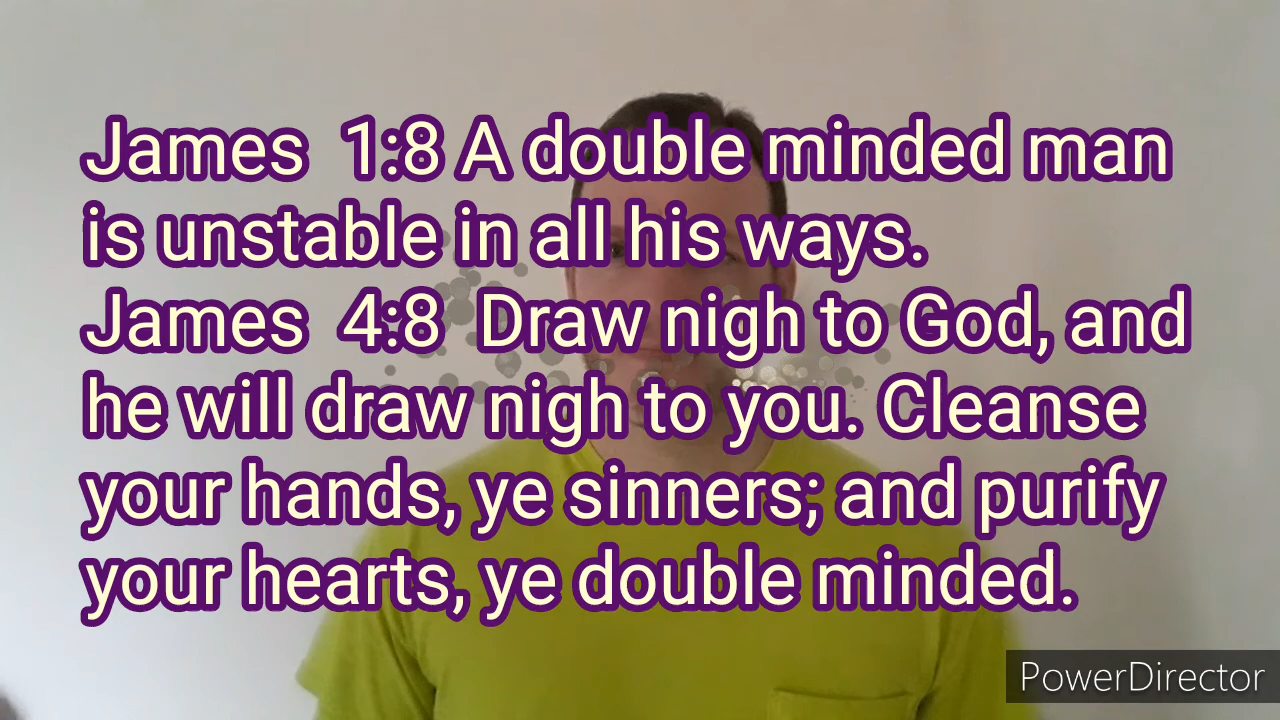 James 1:8 A double minded man
is unstable in all his ways.
James 4:8 Draw nigh to God, and
he will draw nigh to you. Cleanse
your hands, ye sinners; and purify
your hearts, ye double minded.
PowerDirector